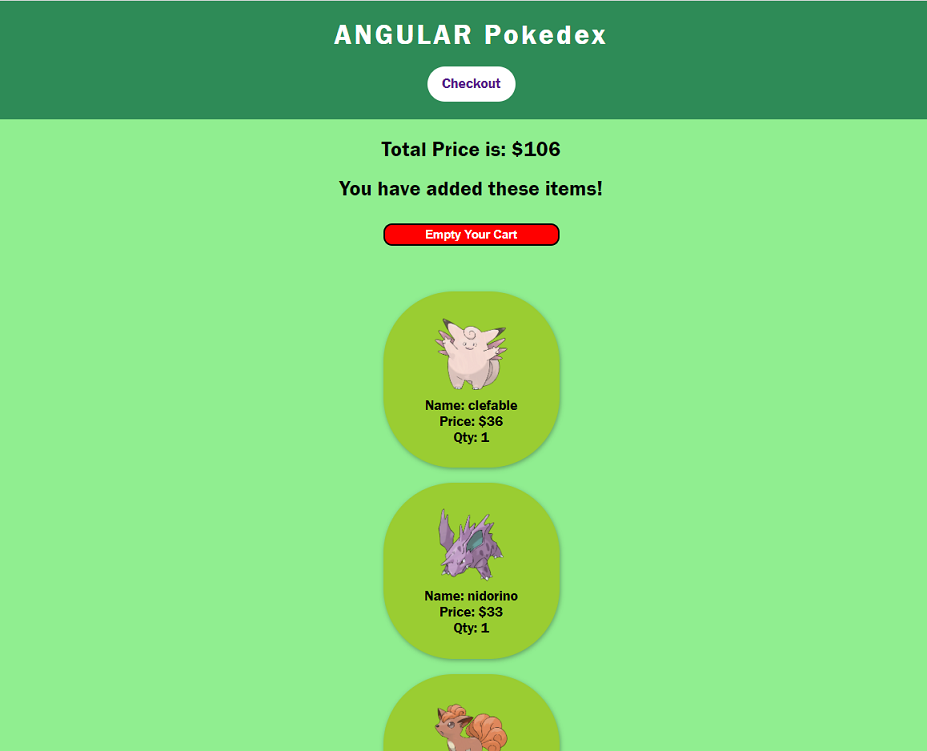 ANGULAR Pokedex
Checkout
Total Price is: $106
You have added these items!
Empty Your Cart
Name: clefable
Price: $36
Qty: 1
Name: nidorino
Price: $33
Qty: 1